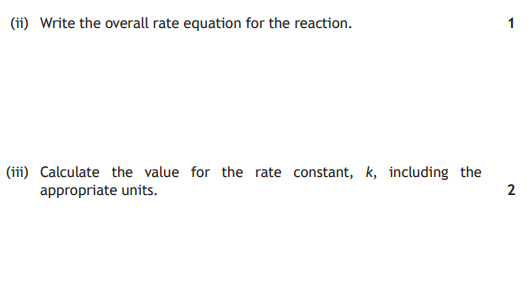 (ii) Write the overall rate equation for the reaction. 1
(iii) Calculate the value for the rate constant, k, including the
appropriate units. 2